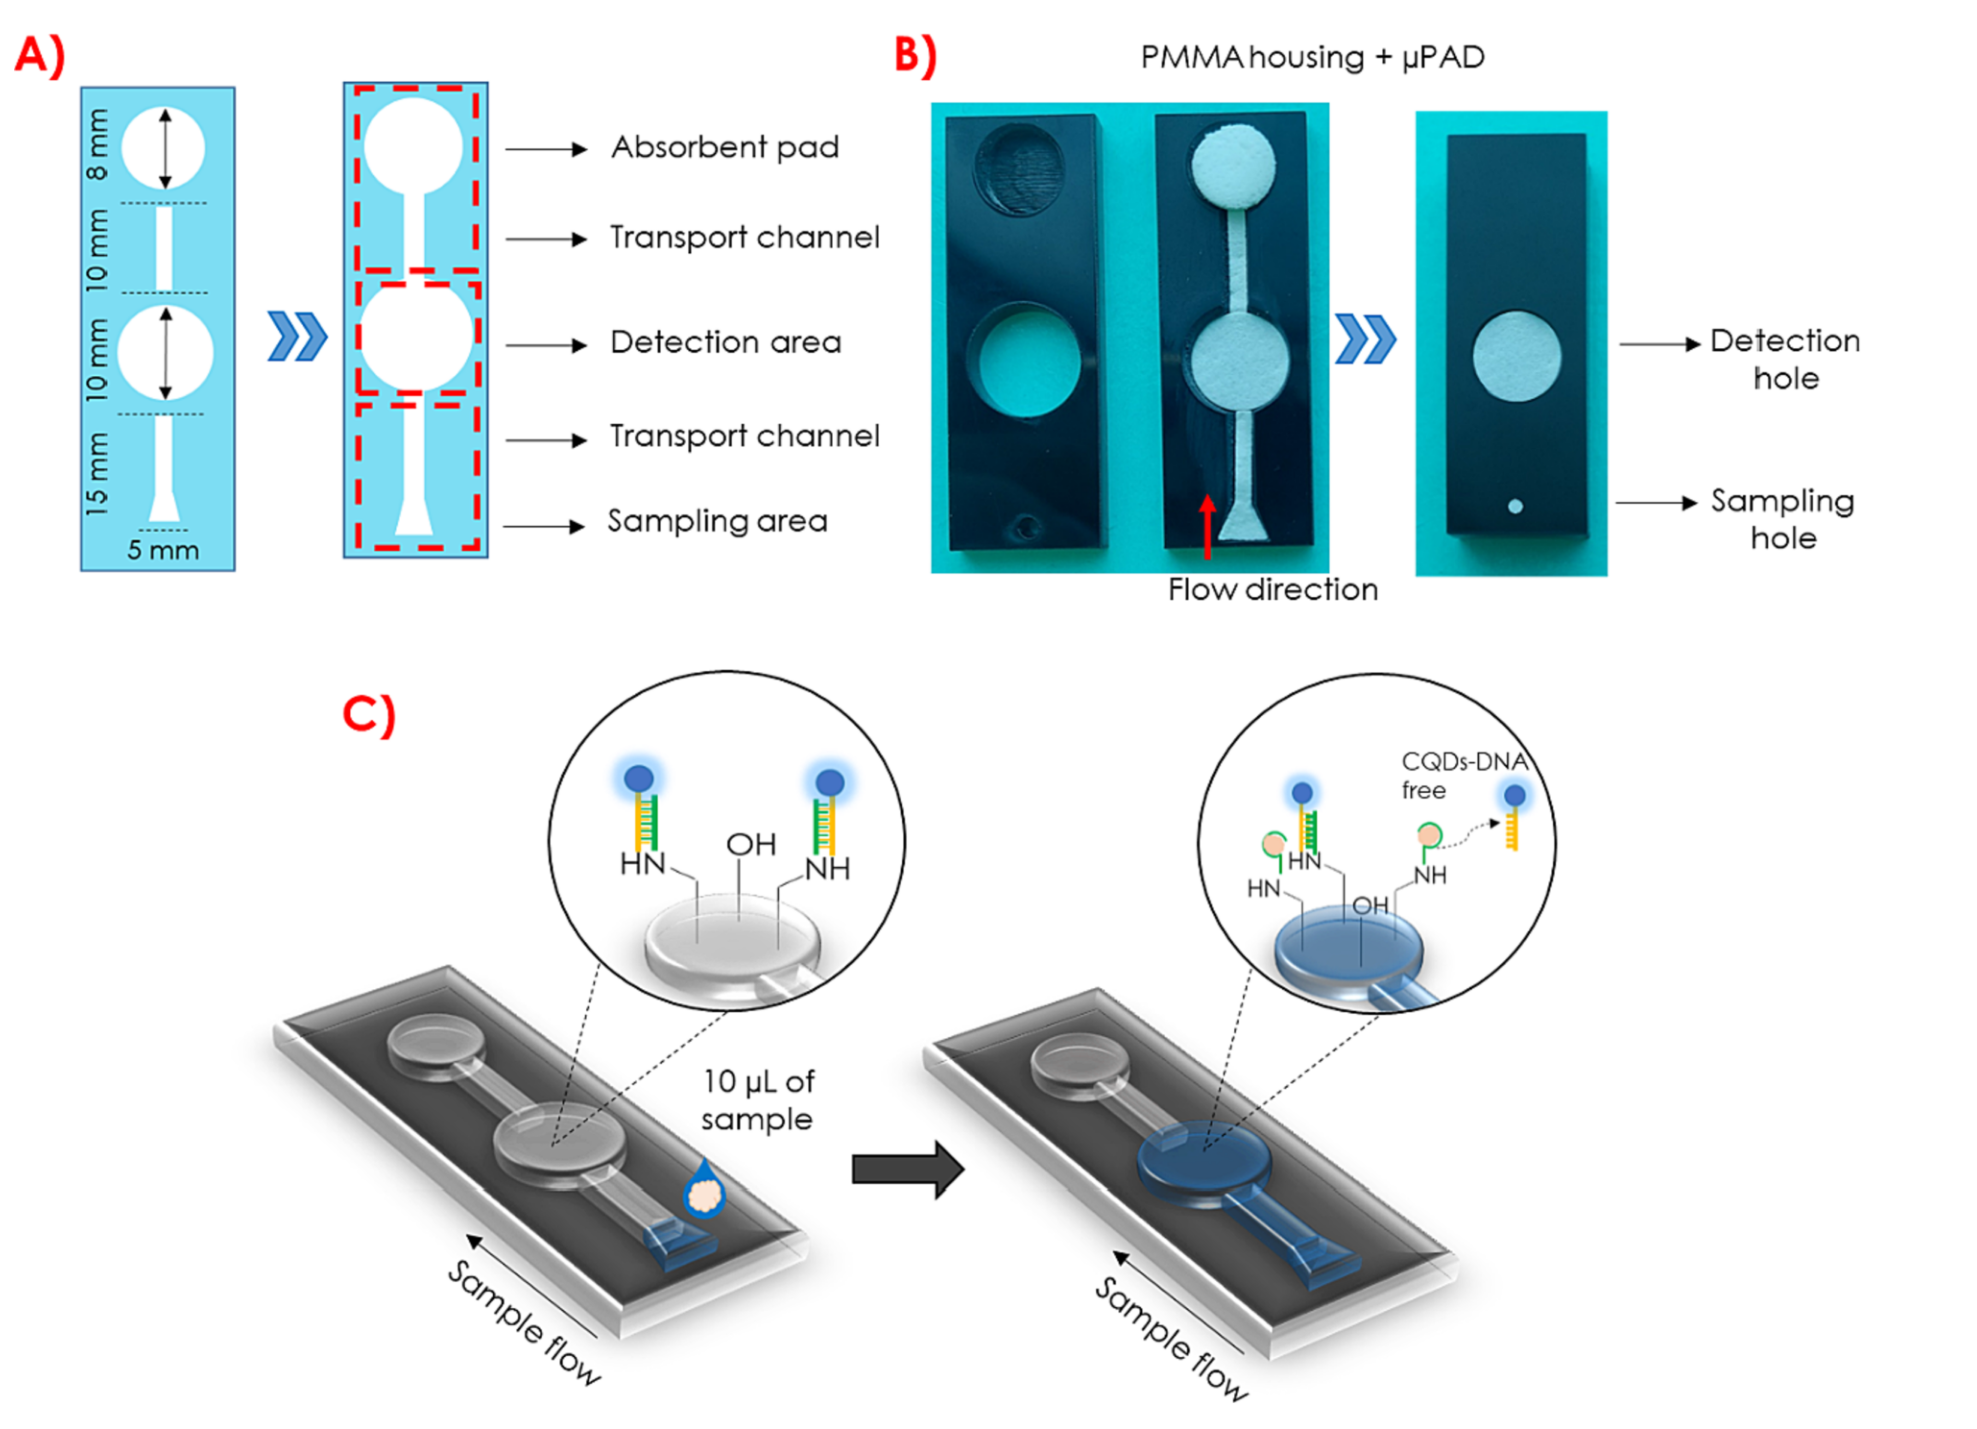 A)
8 mm
10 mm
10 mm
15 mm
5 mm
Absorbent pad
Transport channel
Detection area
Transport channel
Sampling area
B)
PMMA housing + µPAD
Flow direction
Detection
hole
Sampling
hole
C)
HN
OH
NH
10 µL of
sample
Sample flow
CQDs-DNA
free
HN
HN
NH
OH
Sample flow